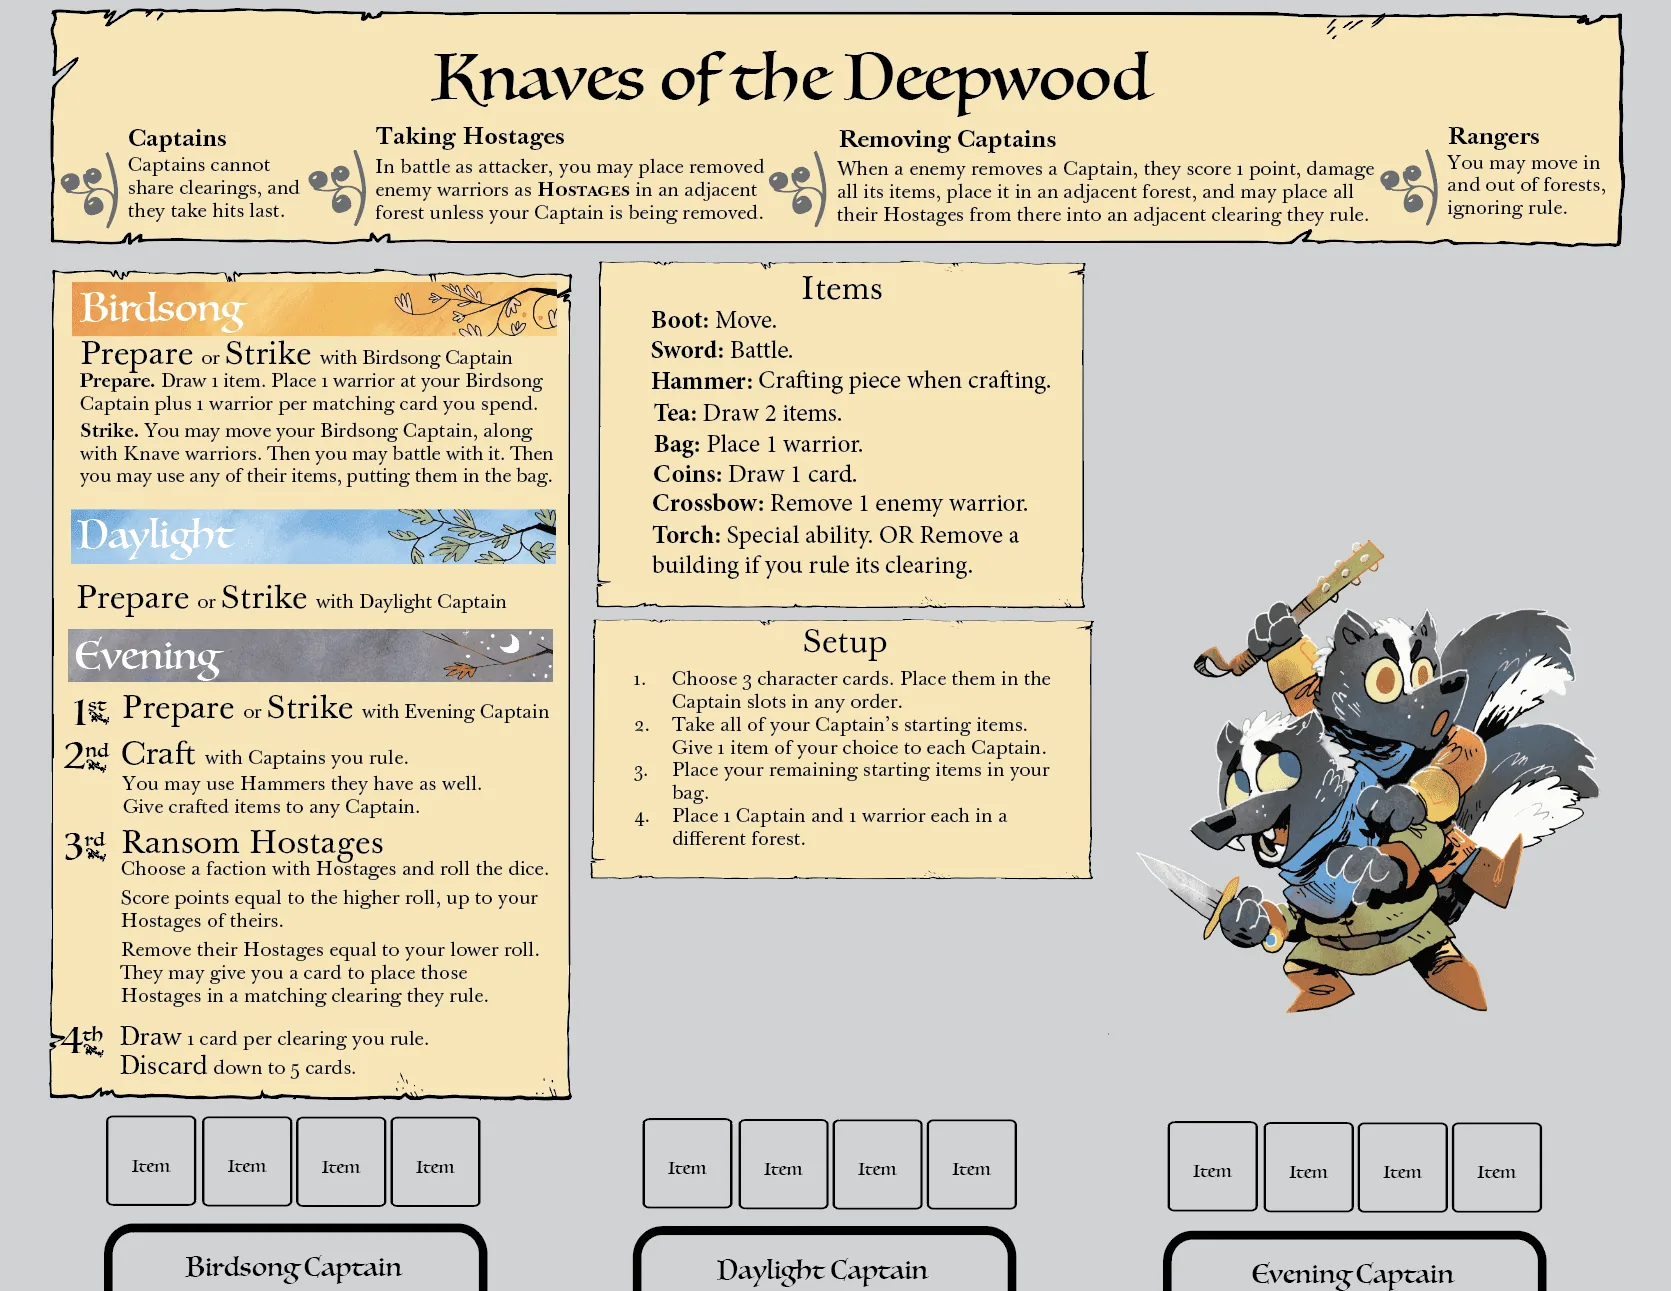 Knaves of the Deepwood
Captains
Captains cannot
share clearings, and
they take hits last.
Taking Hostages
In battle as attacker, you may place removed
enemy warriors as HOSTAGES in an adjacent
forest unless your Captain is being removed.
Removing Captains
When a enemy removes a Captain, they score 1 point, damage
all its items, place it in an adjacent forest, and may place all
their Hostages from there into an adjacent clearing they rule.
Rangers
You may move in
and out of forests,
ignoring rule.
Birdsong
Prepare or Strike with Birdsong Captain
Prepare. Draw 1 item. Place 1 warrior at your Birdsong
Captain plus 1 warrior per matching card you spend.
Strike. You may move your Birdsong Captain, along
with Knave warriors. Then you may battle with it. Then
you may use any of their items, putting them in the bag.
Daylight
Prepare or Strike with Daylight Captain
Evening
1st Prepare or Strike with Evening Captain
2nd Craft with Captains you rule.
You may use Hammers they have as well.
Give crafted items to any Captain.
3rd Ransom Hostages
Choose a faction with Hostages and roll the dice.
Score points equal to the higher roll, up to your
Hostages of theirs.
Remove their Hostages equal to your lower roll.
They may give you a card to place those
Hostages in a matching clearing they rule.
4th Draw 1 card per clearing you rule.
Discard down to 5 cards.
Items
Boot: Move.
Sword: Battle.
Hammer: Crafting piece when crafting.
Tea: Draw 2 items.
Bag: Place 1 warrior.
Coins: Draw 1 card.
Crossbow: Remove 1 enemy warrior.
Torch: Special ability. OR Remove a
building if you rule its clearing.
Setup
1. Choose 3 character cards. Place them in the
Captain slots in any order.
2. Take all of your Captain's starting items.
Give 1 item of your choice to each Captain.
3. Place your remaining starting items in your
bag.
4. Place 1 Captain and 1 warrior each in a
different forest.
Item Item Item Item
Item Item Item Item
Item Item Item Item
Birdsong Captain
Daylight Captain
Evening Captain